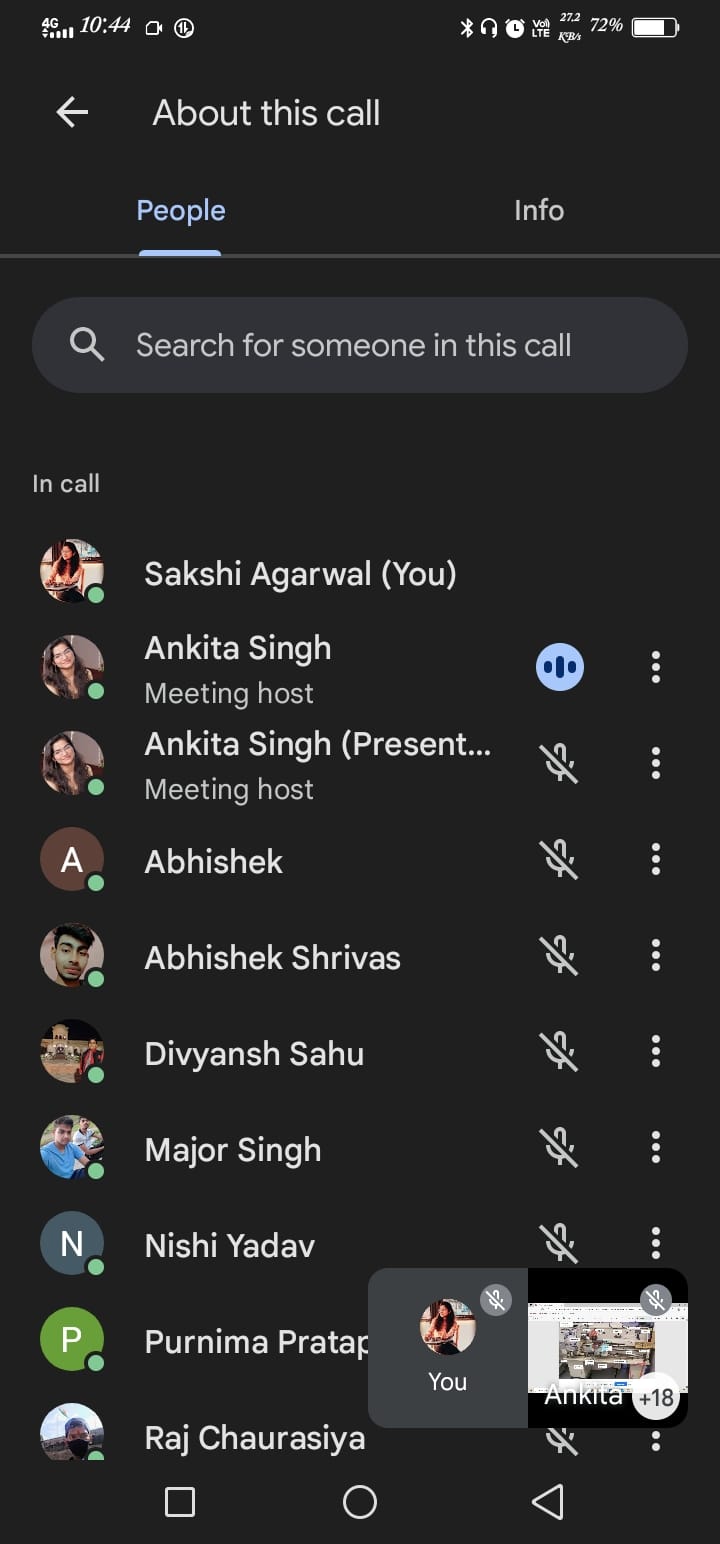 4G 10:44
27.2 KB/s
Vo) LTE
72%
About this call
People
Info
Search for someone in this call
In call
Sakshi Agarwal (You)
Ankita Singh
Meeting host
Ankita Singh (Present...
Meeting host
A
Abhishek
Abhishek Shrivas
Divyansh Sahu
Major Singh
N
Nishi Yadav
P
Purnima Pratap
You
Ankita
+18
Raj Chaurasiya